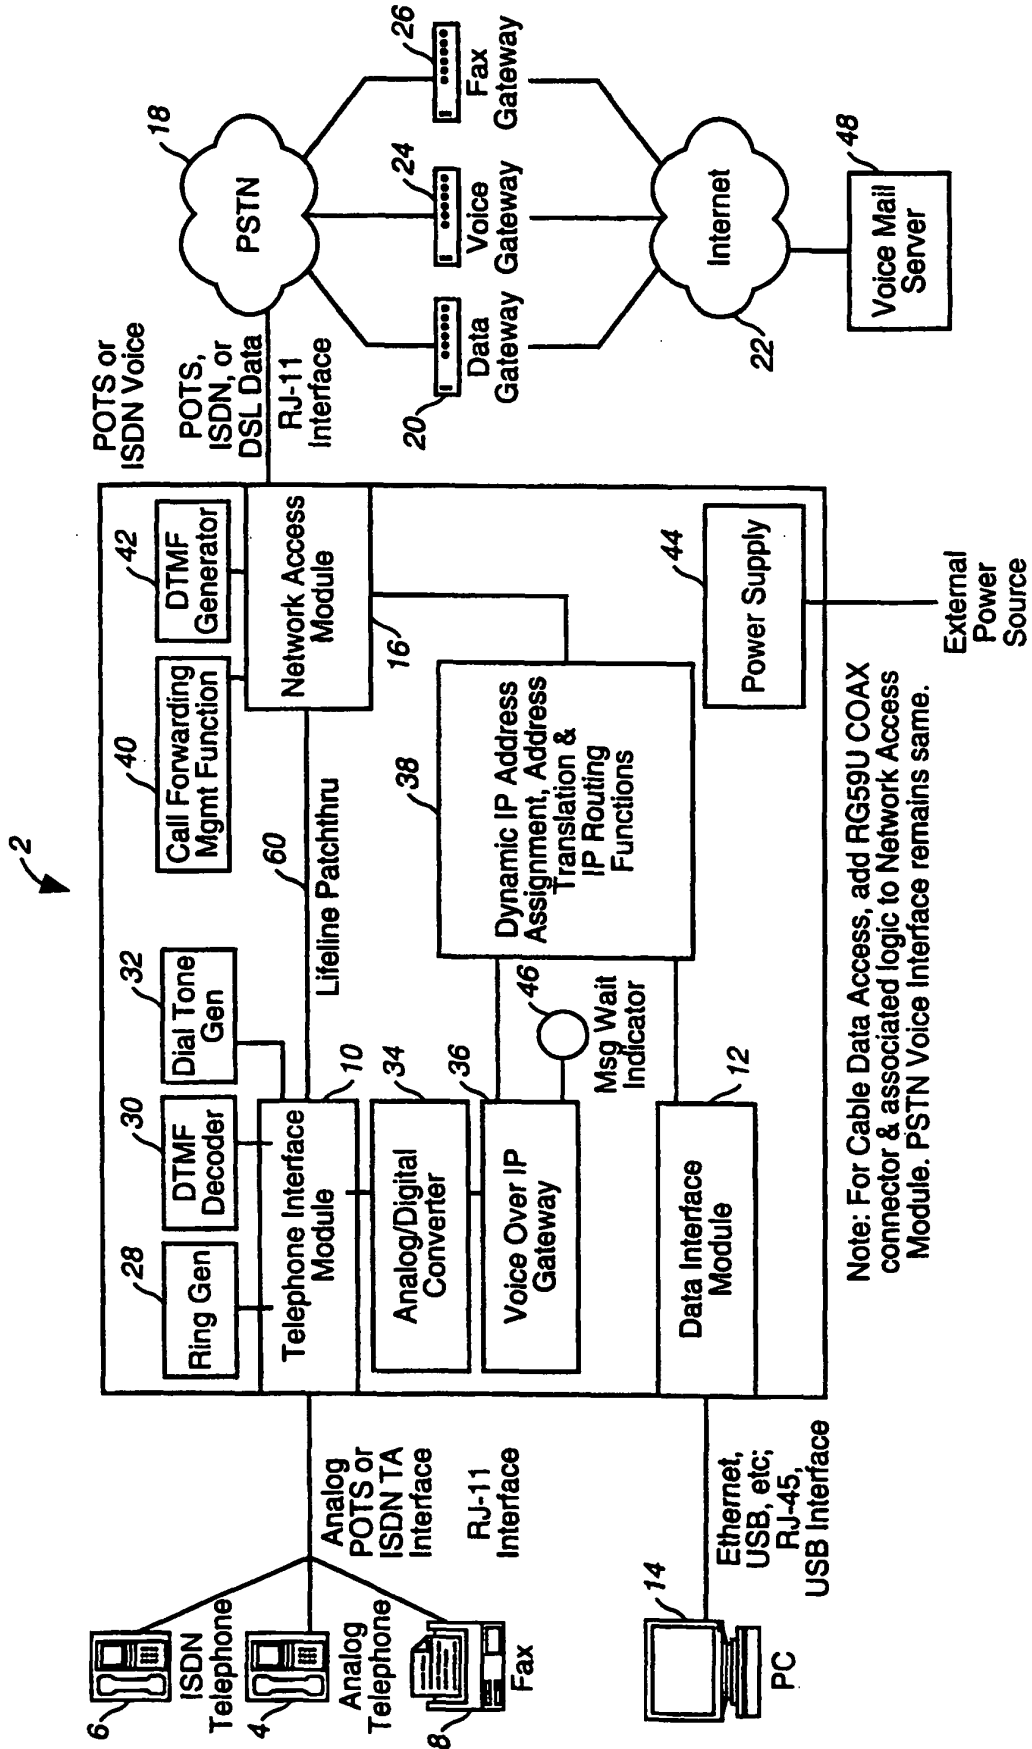 2
6
ISDN
Telephone
4
Analog
Telephone
8
Fax
14
PC
Analog
POTS or
ISDN TA
Interface
RJ-11
Interface
Ethernet,
USB, etc;
RJ-45,
USB Interface
28
Ring Gen
30
DTMF
Decoder
32
Dial Tone
Gen
40
Call Forwarding
Mgmt Function
42
DTMF
Generator
Telephone Interface
Module
10
60
Lifeline Patchthru
Network Access
Module
16
Analog/Digital
Converter
34
Voice Over IP
Gateway
36
46
Msg Wait
Indicator
38
Dynamic IP Address
Assignment, Address
Translation &
IP Routing
Functions
Data Interface
Module
12
44
Power Supply
External
Power
Source
POTS or
ISDN Voice
POTS,
ISDN, or
DSL Data
RJ-11
Interface
18
PSTN
20
Data
Gateway
24
Voice
Gateway
26
Fax
Gateway
22
Internet
48
Voice Mail
Server
Note: For Cable Data Access, add RG59U COAX
connector & associated logic to Network Access
Module. PSTN Voice Interface remains same.